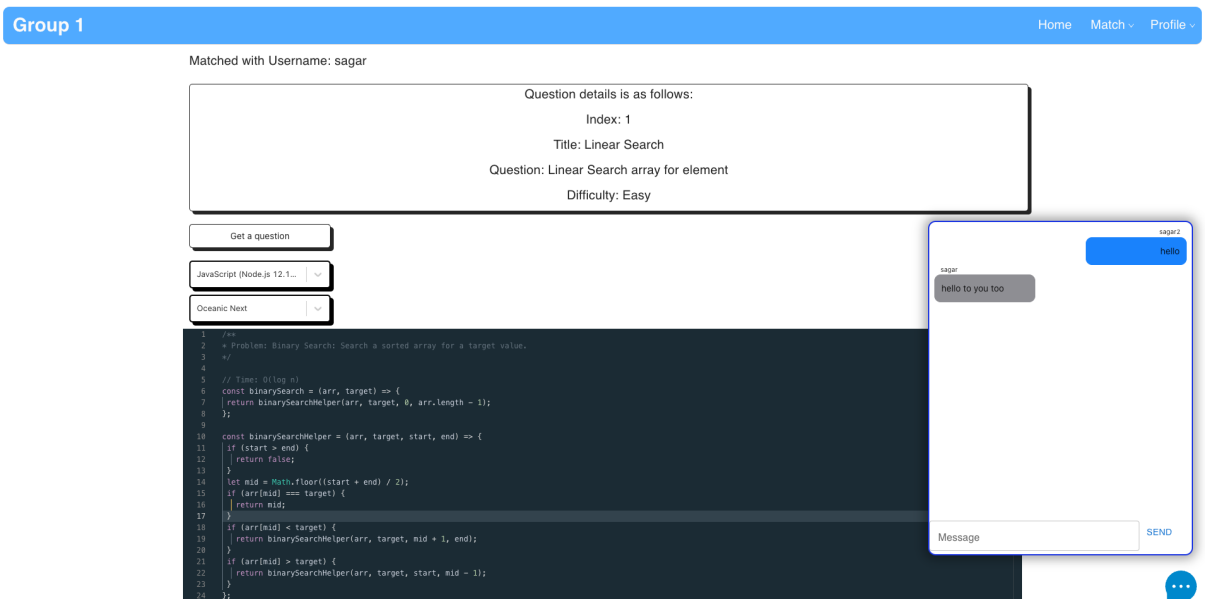 Group 1
Home Match Profile
Matched with Username: sagar
Question details is as follows:
Index: 1
Title: Linear Search
Question: Linear Search array for element
Difficulty: Easy
Get a question
JavaScript (Node.js 12.1...
Oceanic Next
1 /**
2 * Problem: Binary Search: Search a sorted array for a target value.
3 */
4
5 // Time: O(log n)
6 const binarySearch = (arr, target) => {
7 return binarySearchHelper(arr, target, 0, arr.length - 1);
8 };
9
10 const binarySearchHelper = (arr, target, start, end) => {
11 if (start > end) {
12 return false;
13 }
14 let mid = Math.floor((start + end) / 2);
15 if (arr[mid] === target) {
16 return mid;
17 }
18 if (arr[mid] < target) {
19 return binarySearchHelper(arr, target, mid + 1, end);
20 }
21 if (arr[mid] > target) {
22 return binarySearchHelper(arr, target, start, mid - 1);
23 }
24 };
sagar2
hello
sagar
hello to you too
Message
SEND